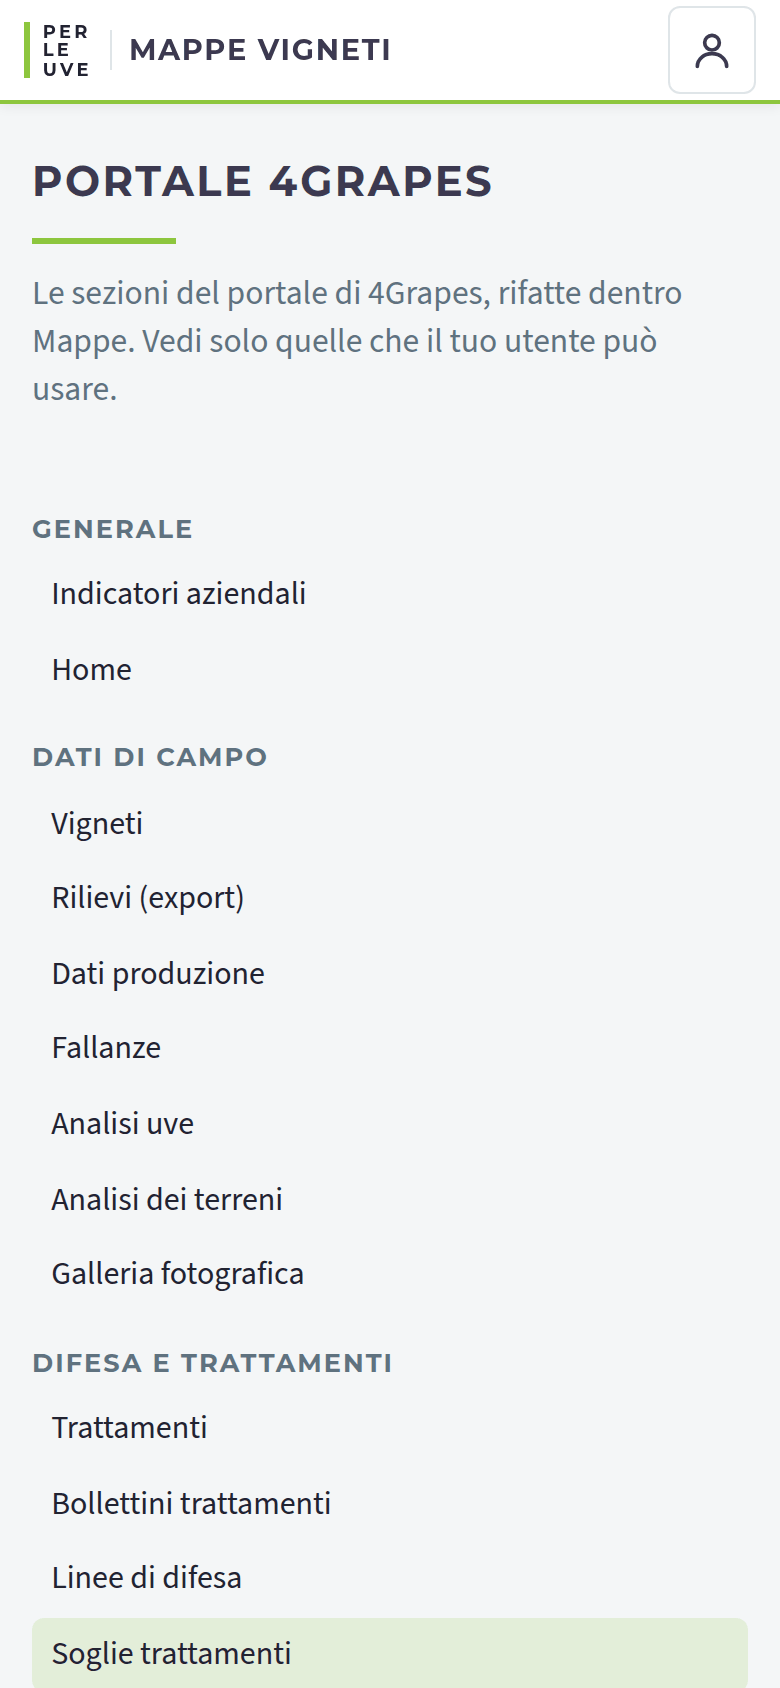 PER
LE
UVE
MAPPE VIGNETI
PORTALE 4GRAPES
Le sezioni del portale di 4Grapes, rifatte dentro
Mappe. Vedi solo quelle che il tuo utente può
usare.
GENERALE
Indicatori aziendali
Home
DATI DI CAMPO
Vigneti
Rilievi (export)
Dati produzione
Fallanze
Analisi uve
Analisi dei terreni
Galleria fotografica
DIFESA E TRATTAMENTI
Trattamenti
Bollettini trattamenti
Linee di difesa
Soglie trattamenti